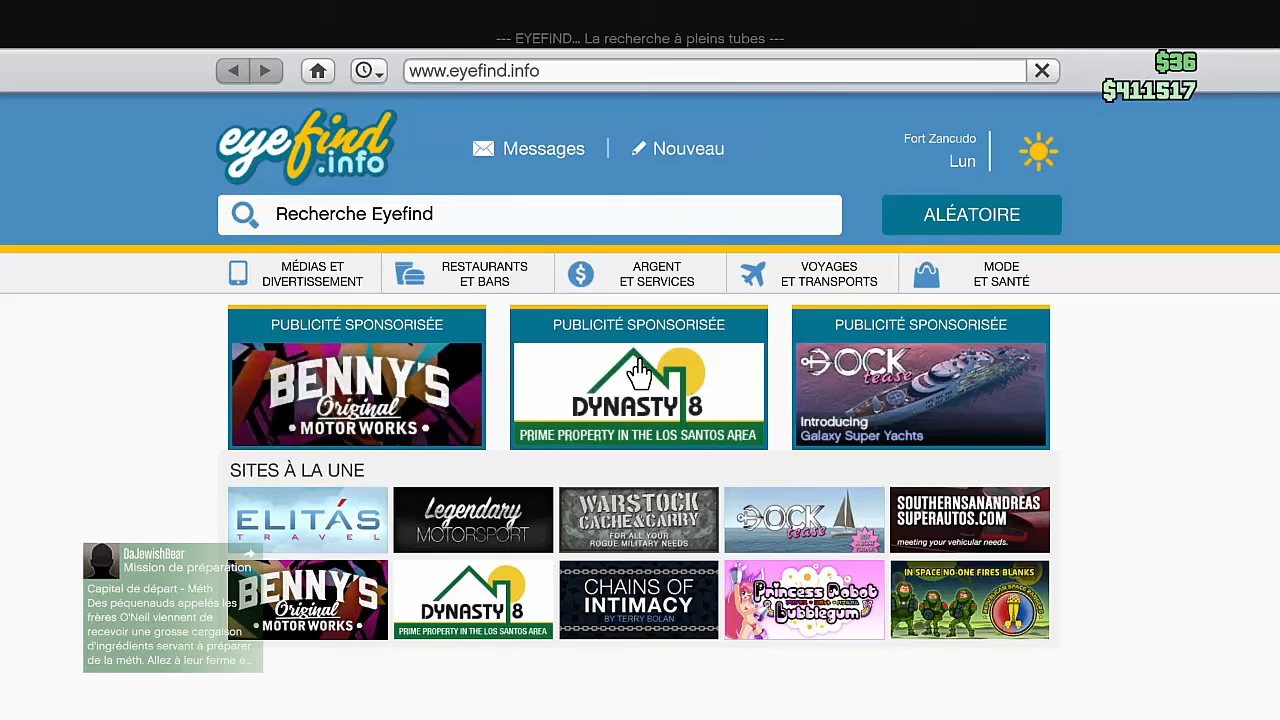 --- EYEFIND... La recherche à pleins tubes ---
www.eyefind.info
$36
$411517
eyefind
.info
Messages
Nouveau
Fort Zancudo
Lun
Recherche Eyefind
ALÉATOIRE
MÉDIAS ET
DIVERTISSEMENT
RESTAURANTS
ET BARS
ARGENT
ET SERVICES
VOYAGES
ET TRANSPORTS
MODE
ET SANTÉ
PUBLICITÉ SPONSORISÉE
BENNY'S
Original
MOTOR WORKS
PUBLICITÉ SPONSORISÉE
DYNASTY 8
PRIME PROPERTY IN THE LOS SANTOS AREA
PUBLICITÉ SPONSORISÉE
DOCK
tease
Introducing
Galaxy Super Yachts
SITES À LA UNE
ELITÁS
TRAVEL
Legendary
MOTORSPORT
WARSTOCK
CACHE & CARRY
FOR ALL YOUR
ROGUE MILITARY NEEDS
DOCK
tease
SOUTHERNSANANDREAS
SUPERAUTOS.COM
meeting your vehicular needs.
BENNY'S
Original
MOTOR WORKS
DYNASTY 8
PRIME PROPERTY IN THE LOS SANTOS AREA
CHAINS OF
INTIMACY
BY TERRY BOLAN
Princess Robot
Bubblegum
IN SPACE NO-ONE FIRES BLANKS
DaJewishBear
Mission de préparation
Capital de départ - Méth
Des péquenauds appelés les
frères O'Neil viennent de
recevoir une grosse cargaison
d'ingrédients servant à préparer
de la méth. Allez à leur ferme e...